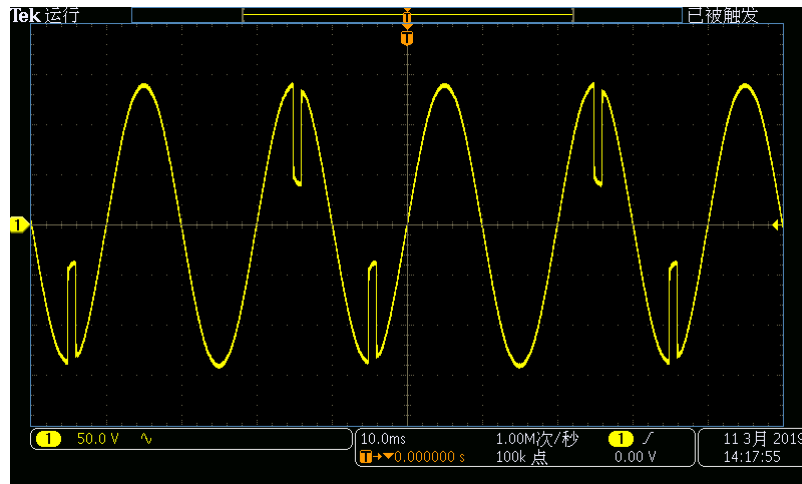 Tek 运行
T
已被触发
T
1
1 50.0 V
10.0ms
1.00M次/秒
1
T→▼0.000000 s
100k 点
0.00 V
11 3月 2019
14:17:55